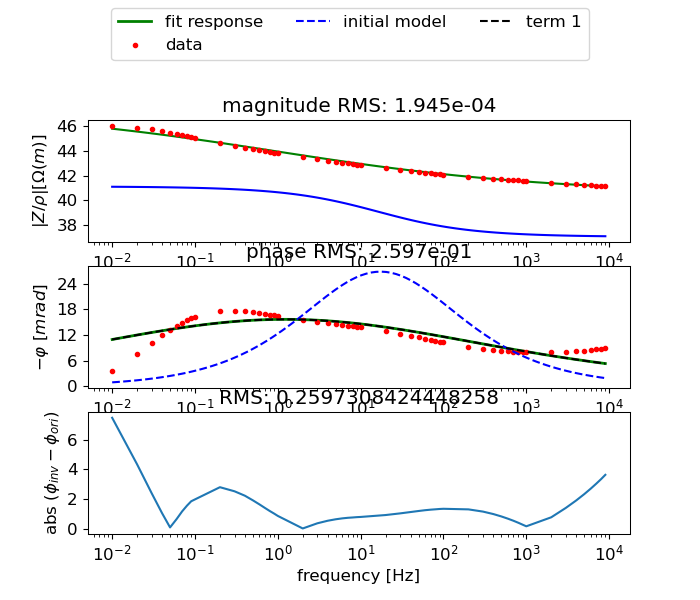 fit response initial model term 1
data
magnitude RMS: 1.945e-04
|Z/ρ|[Ω(m)]
46
44
42
40
38
10⁻² 10⁻¹ 10⁰ 10¹ 10² 10³ 10⁴
phase RMS: 2.597e-01
−φ [mrad]
24
18
12
6
0
10⁻² 10⁻¹ 10⁰ 10¹ 10² 10³ 10⁴
RMS: 0.2597308424448258
abs (ϕ_inv − ϕ_ori)
6
4
2
0
10⁻² 10⁻¹ 10⁰ 10¹ 10² 10³ 10⁴
frequency [Hz]